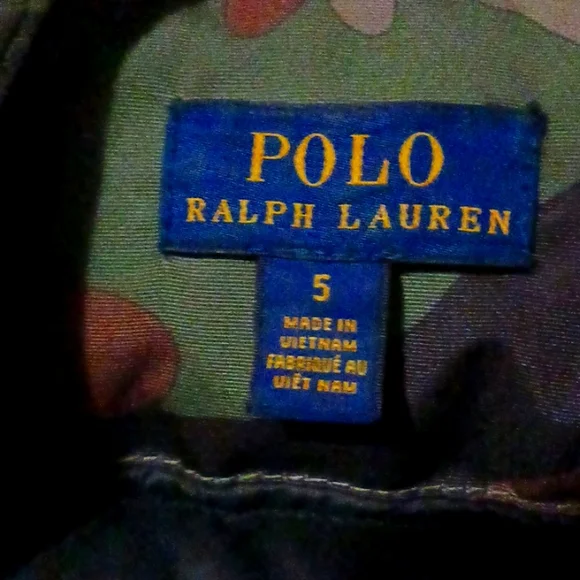 POLO
RALPH LAUREN
5
MADE IN
VIETNAM
FABRIQUÉ AU
VIÊT NAM